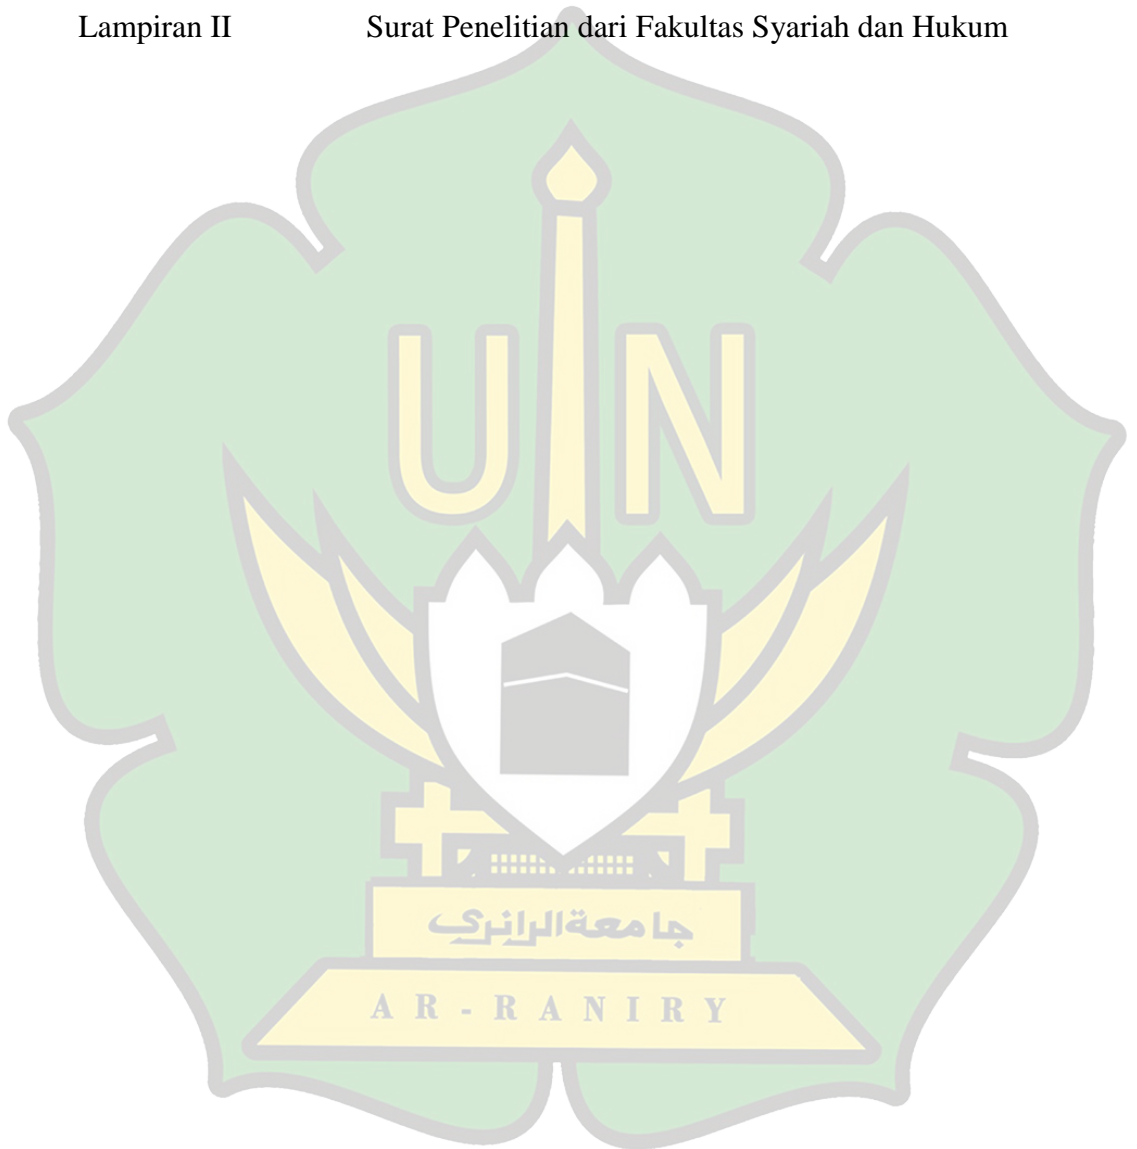 Lampiran II Surat Penelitian dari Fakultas Syariah dan Hukum
UIN
جامعةالرانري
AR-RANIRY